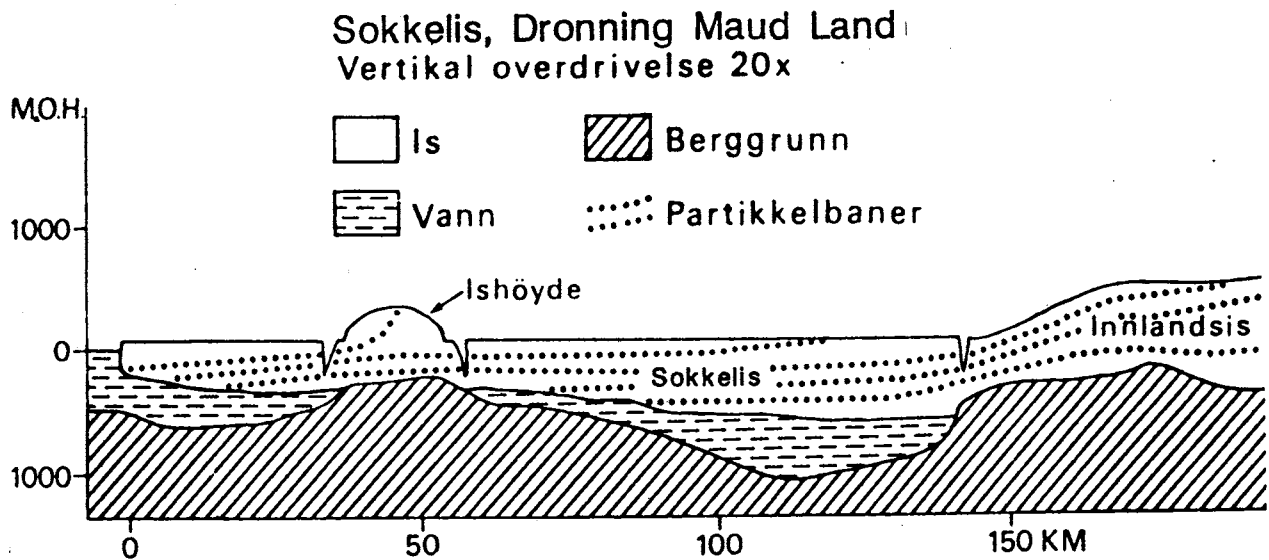 Sokkelis, Dronning Maud Land
Vertikal overdrivelse 20x
M.O.H.
Is
Berggrunn
Vann
Partikkelbaner
1000
Ishöyde
0
Innlandsis
Sokkelis
1000
0
50
100
150 KM